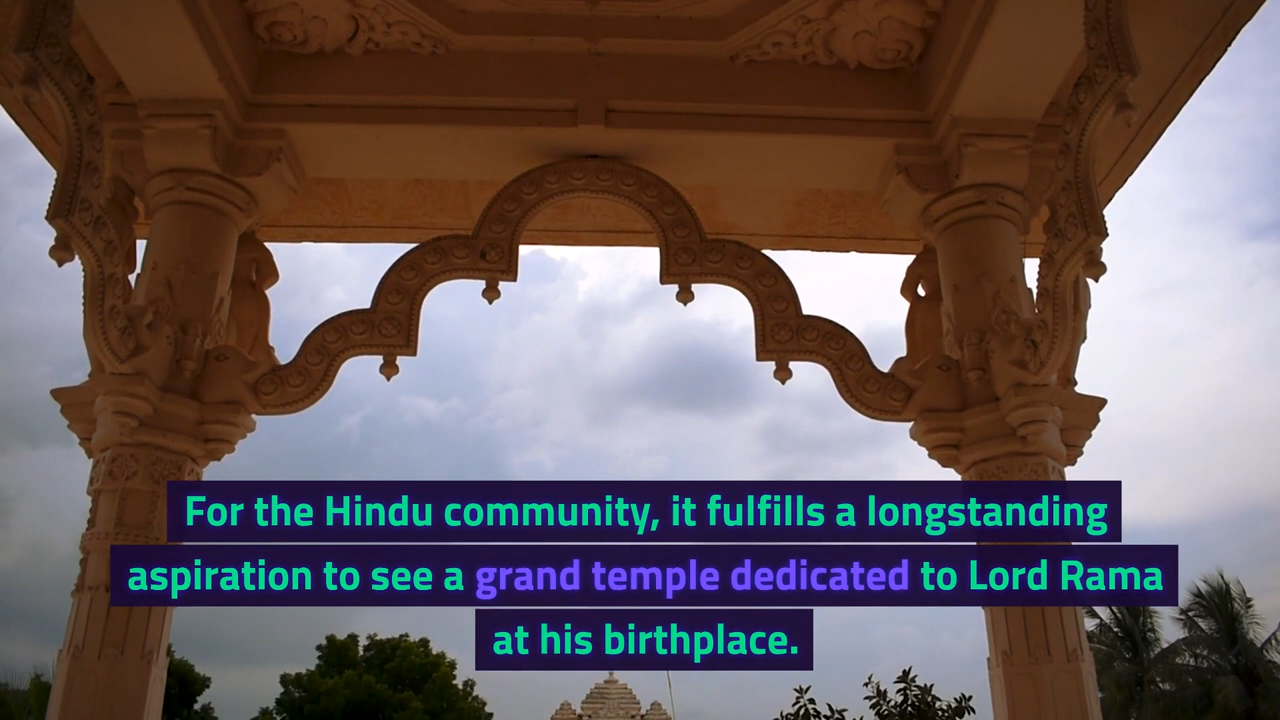 For the Hindu community, it fulfills a longstanding
aspiration to see a grand temple dedicated to Lord Rama
at his birthplace.